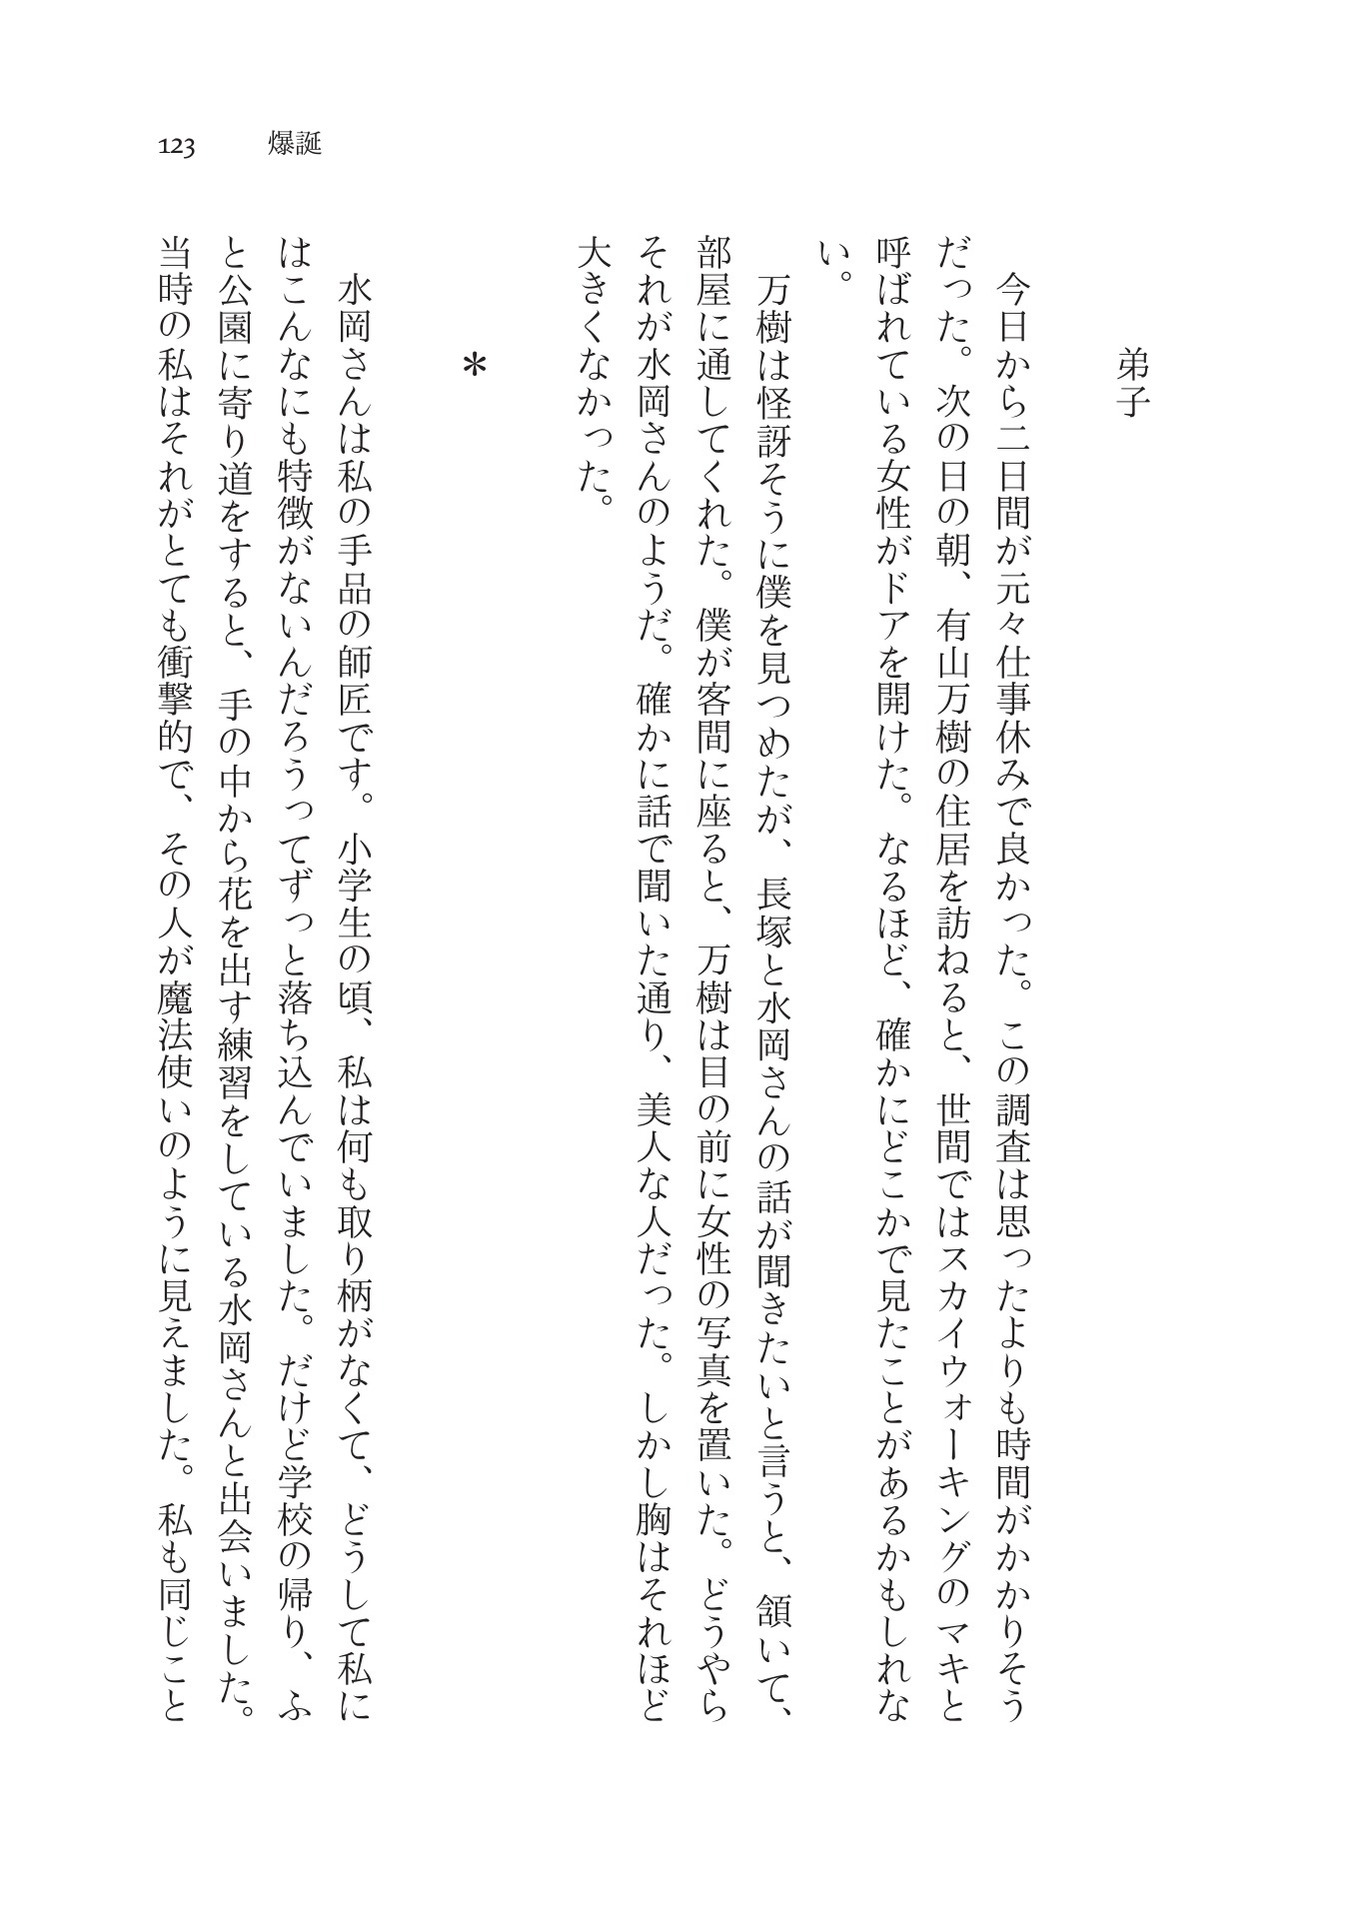 123 爆誕
弟子
今日から二日間が元々仕事休みで良かった。この調査は思ったよりも時間がかかりそう
だった。次の日の朝、有山万樹の住居を訪ねると、世間ではスカイウォーキングのマキと
呼ばれている女性がドアを開けた。なるほど、確かにどこかで見たことがあるかもしれな
い。
万樹は怪訝そうに僕を見つめたが、長塚と水岡さんの話が聞きたいと言うと、頷いて、
部屋に通してくれた。僕が客間に座ると、万樹は目の前に女性の写真を置いた。どうやら
それが水岡さんのようだ。確かに話で聞いた通り、美人な人だった。しかし胸はそれほど
大きくなかった。
＊
水岡さんは私の手品の師匠です。小学生の頃、私は何も取り柄がなくて、どうして私に
はこんなにも特徴がないんだろうってずっと落ち込んでいました。だけど学校の帰り、ふ
と公園に寄り道をすると、手の中から花を出す練習をしている水岡さんと出会いました。
当時の私はそれがとても衝撃的で、その人が魔法使いのように見えました。私も同じこと